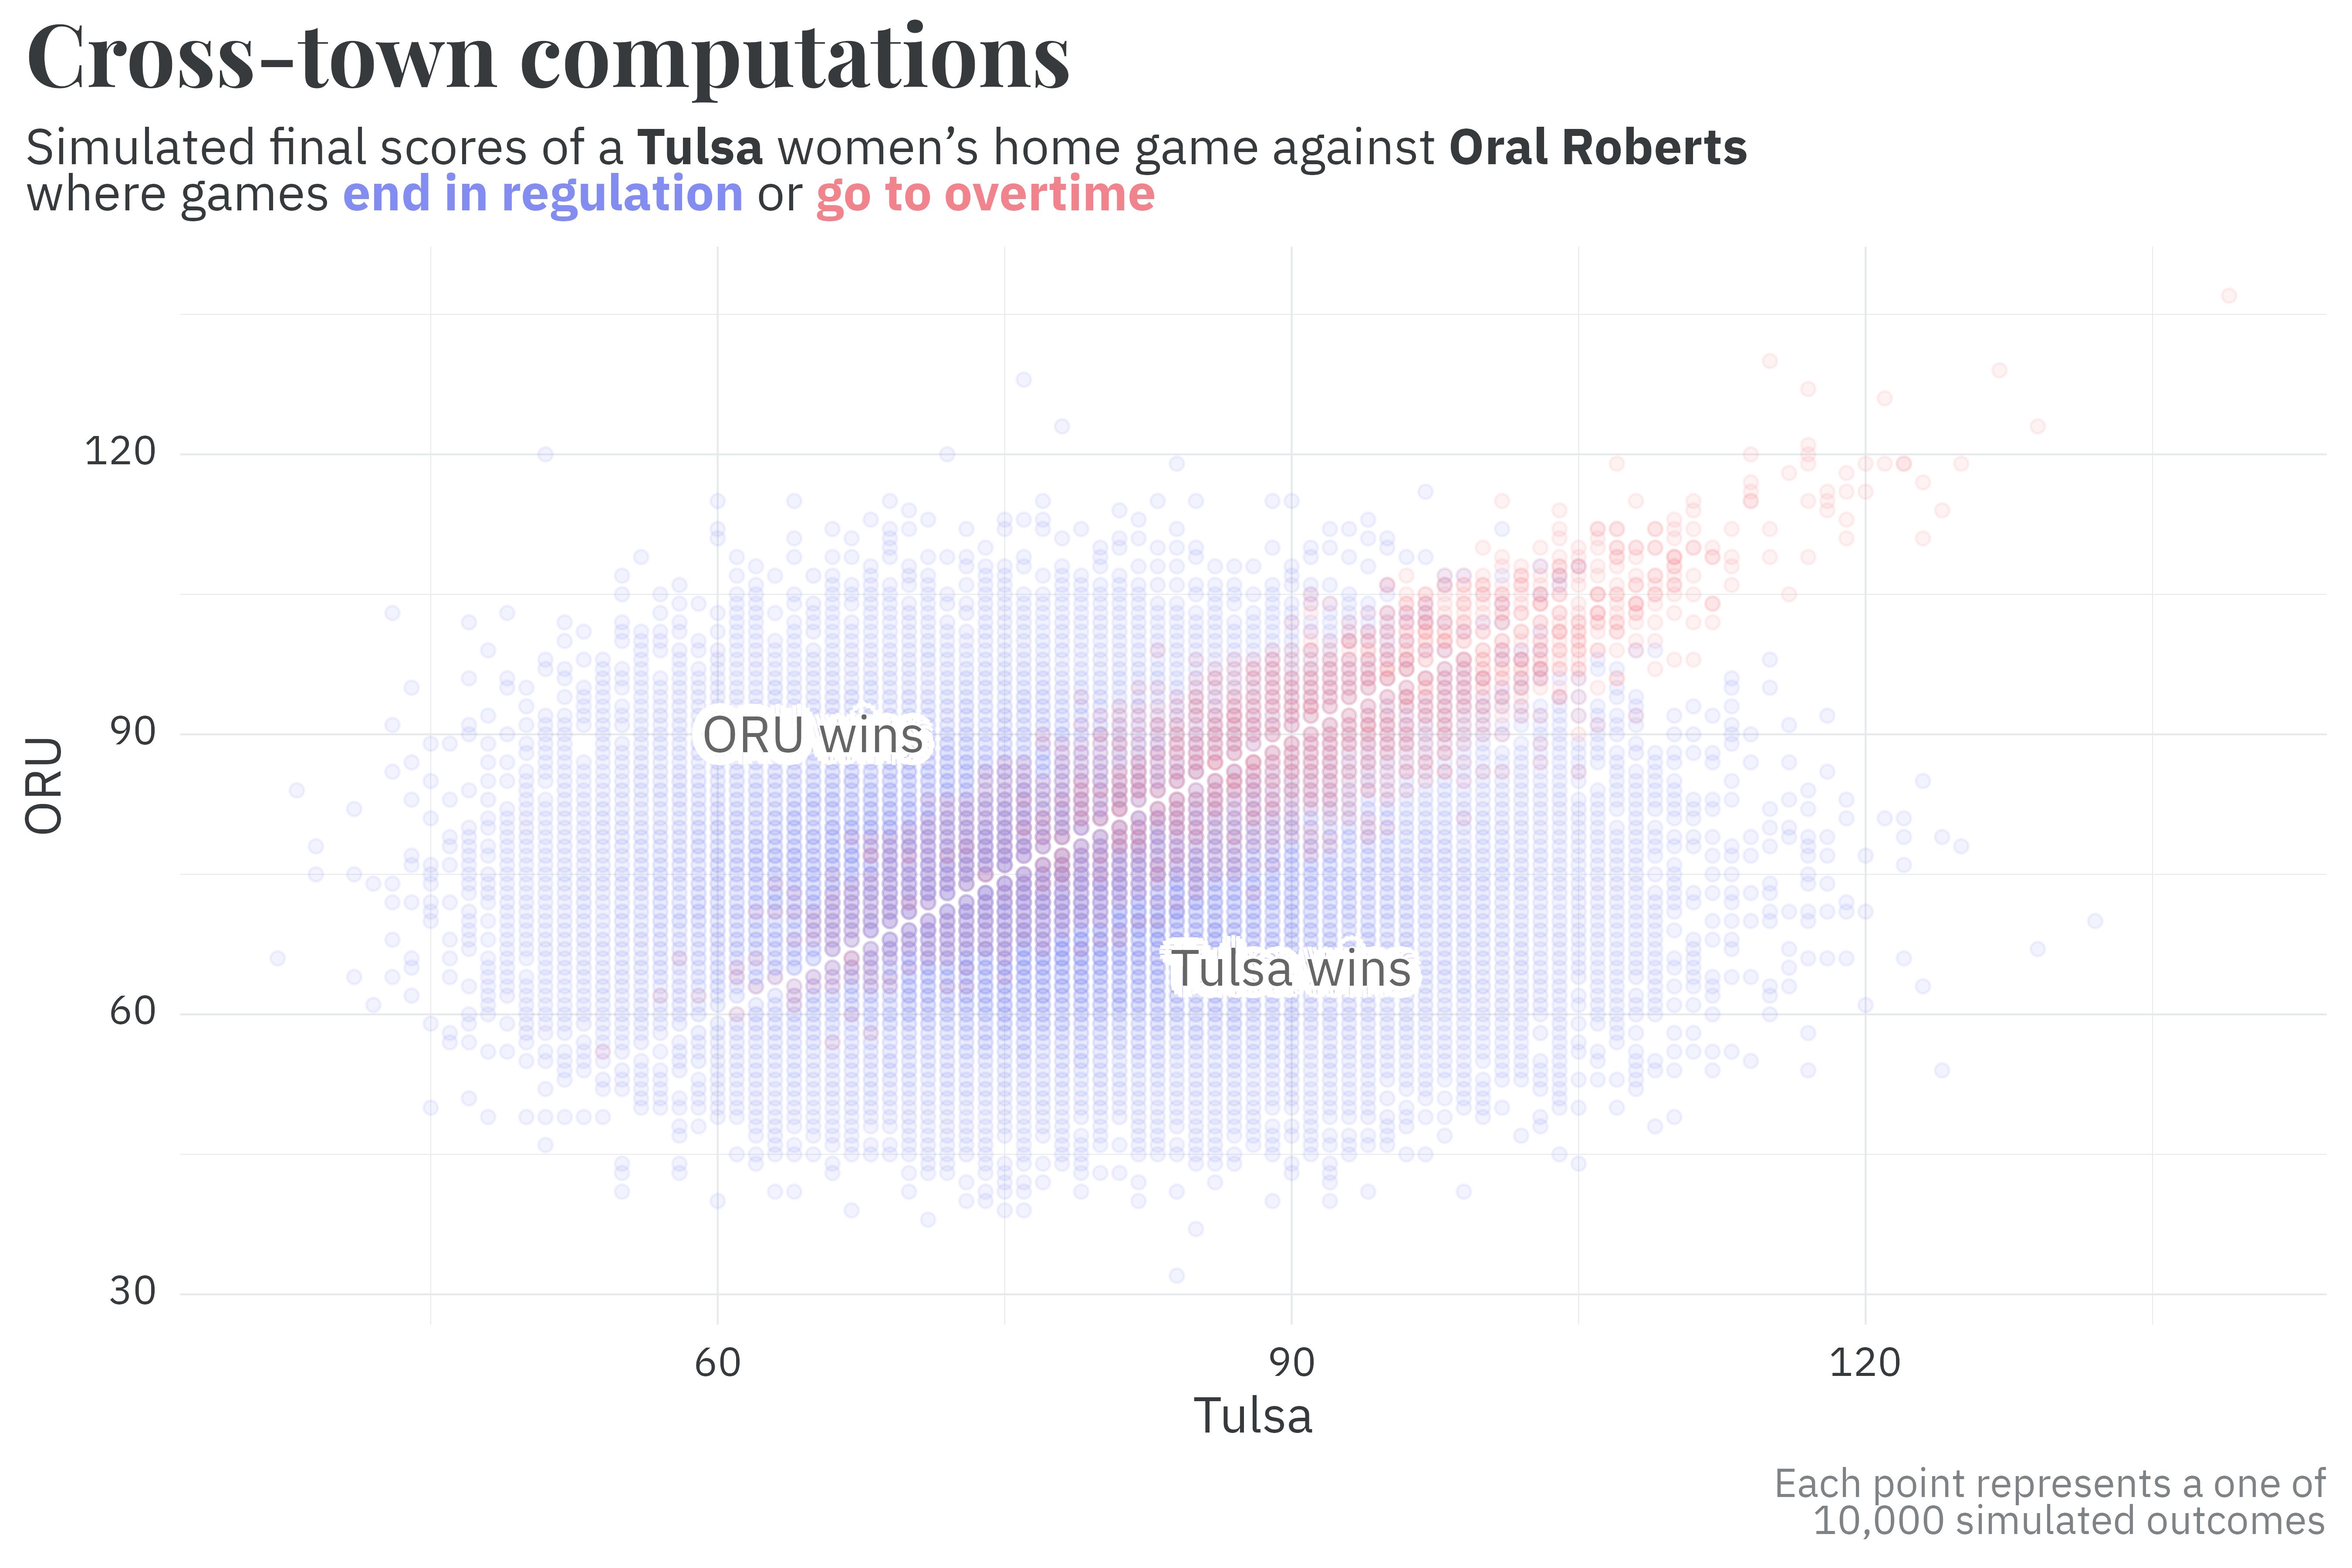 Cross-town computations
Simulated final scores of a Tulsa women’s home game against Oral Roberts
where games end in regulation or go to overtime
120
90
60
30
ORU
ORU wins
Tulsa wins
60
90
120
Tulsa
Each point represents a one of
10,000 simulated outcomes